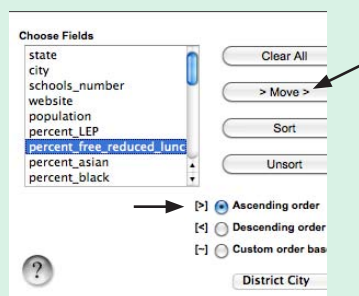 Choose Fields
state
city
schools_number
website
population
percent_LEP
percent_free_reduced_lunc
percent_asian
percent_black
Clear All
> Move >
Sort
Unsort
[>] Ascending order
[<] Descending order
[~] Custom order bas
?
District City